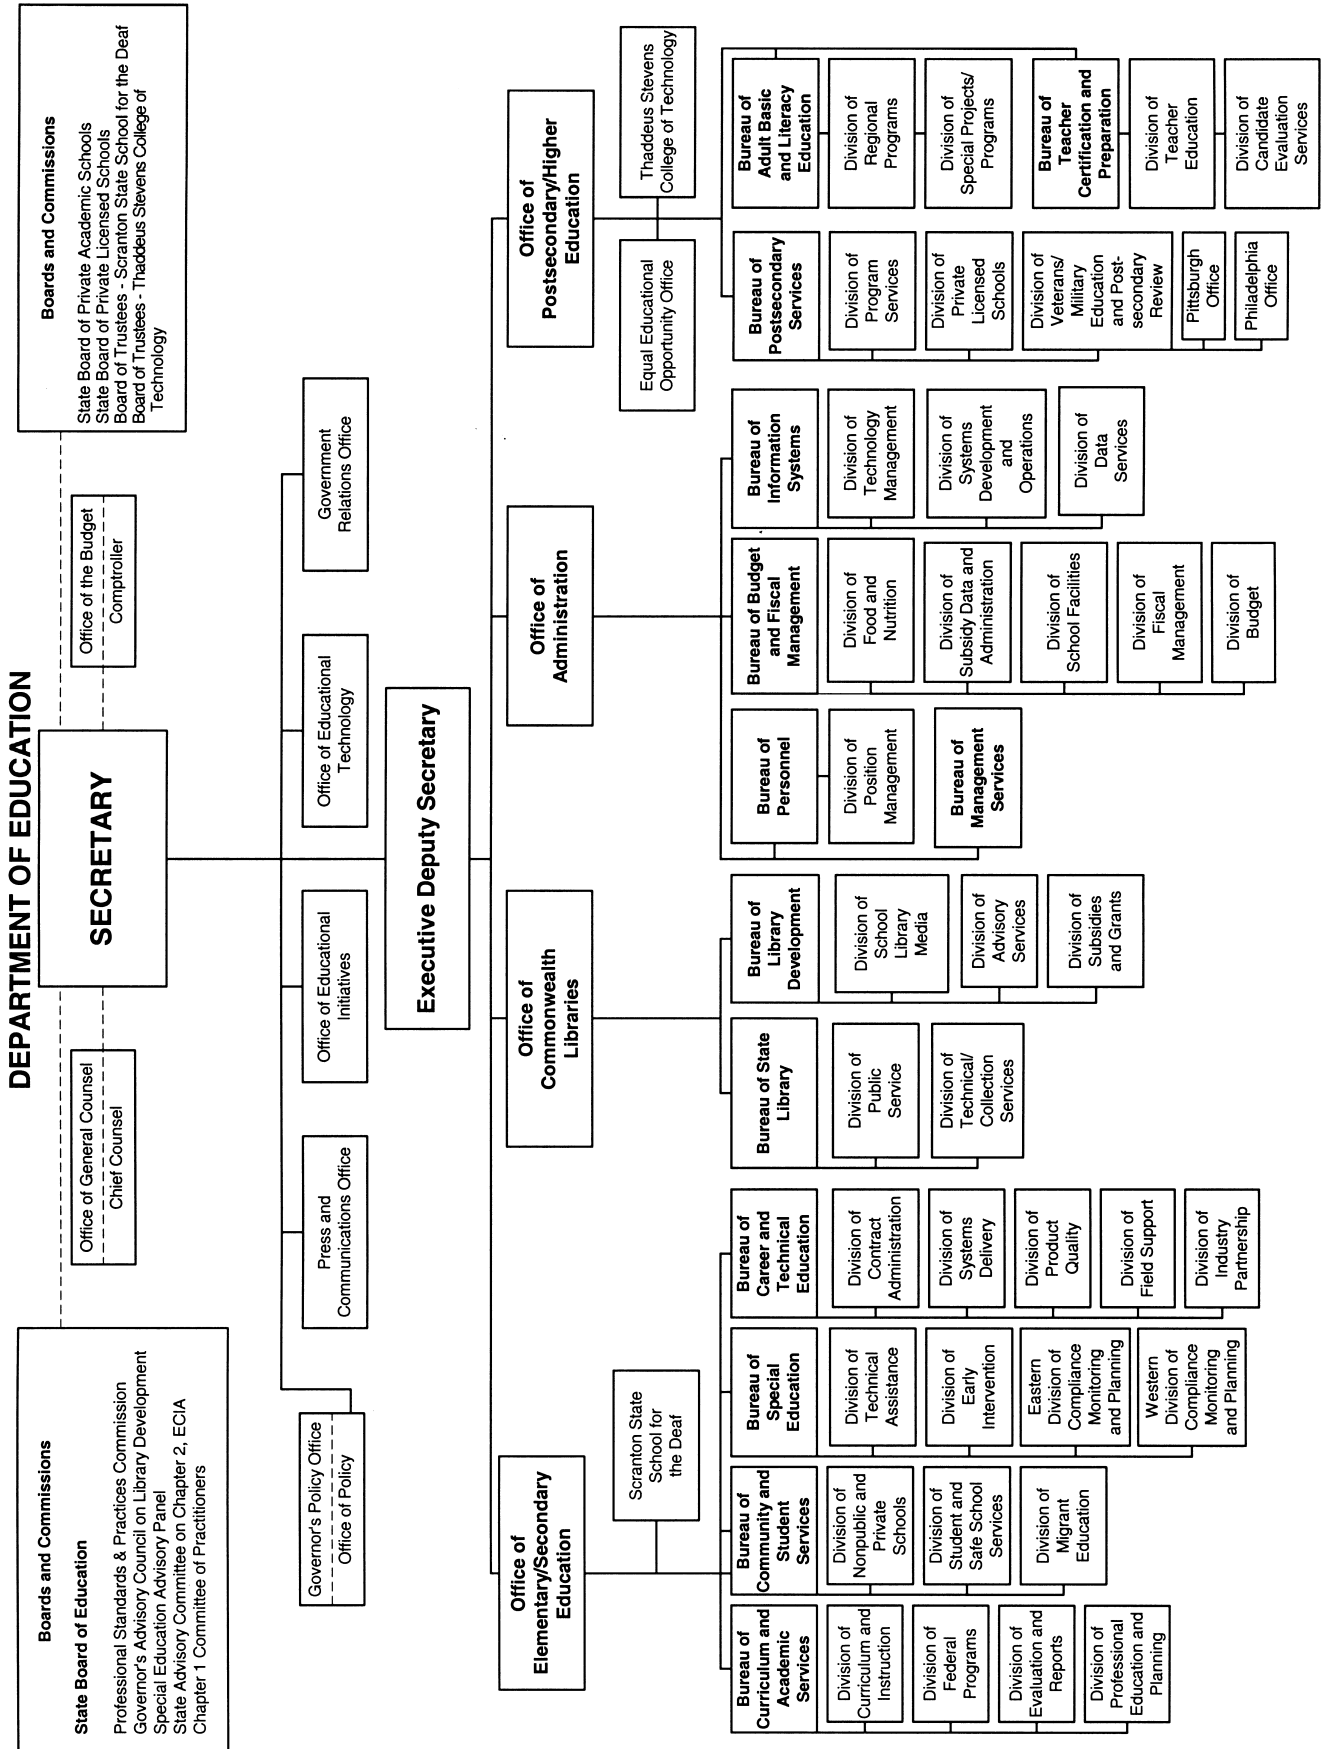 DEPARTMENT OF EDUCATION
Boards and Commissions
State Board of Education
Professional Standards & Practices Commission
Governor's Advisory Council on Library Development
Special Education Advisory Panel
State Advisory Committee on Chapter 2, ECIA
Chapter 1 Committee of Practitioners
Office of General Counsel
Chief Counsel
SECRETARY
Office of the Budget
Comptroller
Boards and Commissions
State Board of Private Academic Schools
State Board of Private Licensed Schools
Board of Trustees - Scranton State School for the Deaf
Board of Trustees - Thaddeus Stevens College of
Technology
Governor's Policy Office
Office of Policy
Press and
Communications Office
Office of Educational
Initiatives
Office of Educational
Technology
Government
Relations Office
Executive Deputy Secretary
Office of
Elementary/Secondary
Education
Office of
Commonwealth
Libraries
Office of
Administration
Office of
Postsecondary/Higher
Education
Scranton State
School for
the Deaf
Equal Educational
Opportunity Office
Thaddeus Stevens
College of Technology
Bureau of
Curriculum and
Academic
Services
Division of
Curriculum and
Instruction
Division of
Federal
Programs
Division of
Evaluation and
Reports
Division of
Professional
Education and
Planning
Bureau of
Community and
Student
Services
Division of
Nonpublic and
Private
Schools
Division of
Student and
Safe School
Services
Division of
Migrant
Education
Bureau of
Special
Education
Division of
Technical
Assistance
Division of
Early
Intervention
Eastern
Division of
Compliance
Monitoring
and Planning
Western
Division of
Compliance
Monitoring
and Planning
Bureau of
Career and
Technical
Education
Division of
Contract
Administration
Division of
Systems
Delivery
Division of
Product
Quality
Division of
Field Support
Division of
Industry
Partnership
Bureau of State
Library
Division of
Public
Service
Division of
Technical/
Collection
Services
Bureau of
Library
Development
Division of
School
Library
Media
Division of
Advisory
Services
Division of
Subsidies
and Grants
Bureau of
Personnel
Division of
Position
Management
Bureau of
Management
Services
Bureau of Budget
and Fiscal
Management
Division of
Food and
Nutrition
Division of
Subsidy Data and
Administration
Division of
School Facilities
Division of
Fiscal
Management
Division of
Budget
Bureau of
Information
Systems
Division of
Technology
Management
Division of
Systems
Development
and
Operations
Division of
Data
Services
Bureau of
Postsecondary
Services
Division of
Program
Services
Division of
Private
Licensed
Schools
Division of
Veterans/
Military
Education
and Post-
secondary
Review
Pittsburgh
Office
Philadelphia
Office
Bureau of
Adult Basic
and Literacy
Education
Division of
Regional
Programs
Division of
Special Projects/
Programs
Bureau of
Teacher
Certification and
Preparation
Division of
Teacher
Education
Division of
Candidate
Evaluation
Services